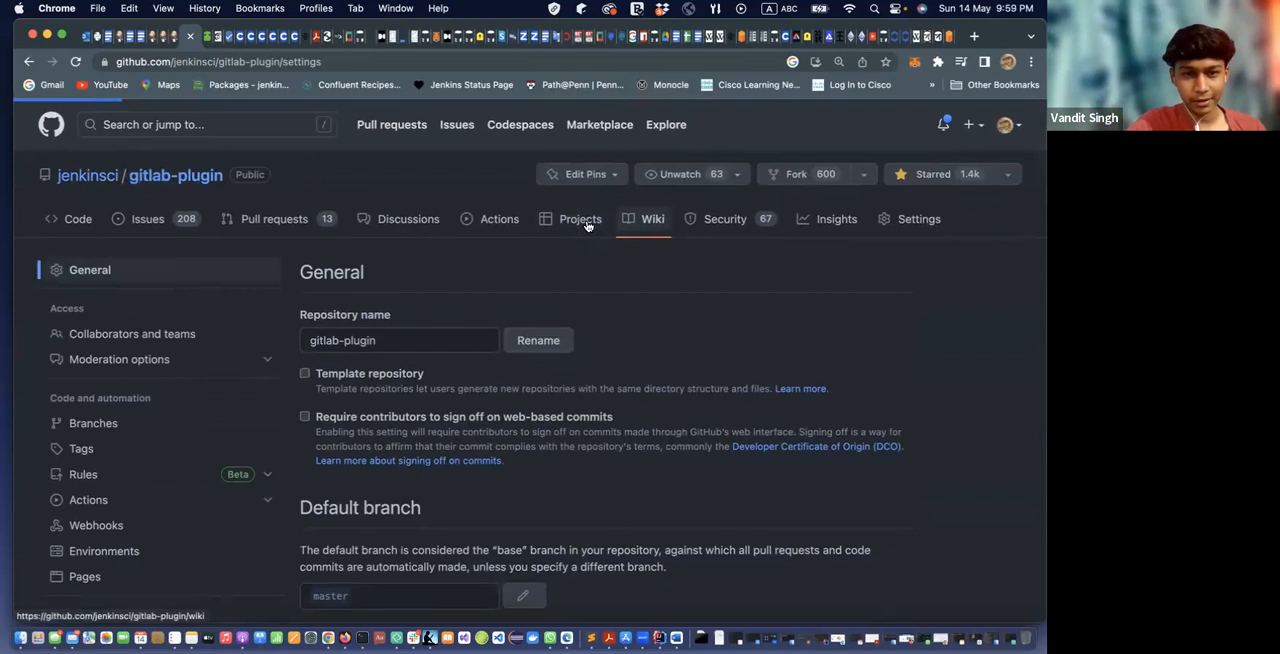 Chrome File Edit View History Bookmarks Profiles Tab Window Help A ABC Sun 14 May 9:59 PM
github.com/jenkinsci/gitlab-plugin/settings
Gmail YouTube Maps Packages - jenkin... Confluent Recipes... Jenkins Status Page Path@Penn | Penn... Monocle Cisco Learning Ne... Log In to Cisco » Other Bookmarks
Search or jump to... / Pull requests Issues Codespaces Marketplace Explore
Vandit Singh
jenkinsci / gitlab-plugin Public Edit Pins Unwatch 63 Fork 600 Starred 1.4k
Code Issues 208 Pull requests 13 Discussions Actions Projects Wiki Security 67 Insights Settings
General
General
Access
Repository name
Collaborators and teams
gitlab-plugin Rename
Moderation options
Template repository
Template repositories let users generate new repositories with the same directory structure and files. Learn more.
Code and automation
Require contributors to sign off on web-based commits
Branches
Enabling this setting will require contributors to sign off on commits made through GitHub's web interface. Signing off is a way for
contributors to affirm that their commit complies with the repository's terms, commonly the Developer Certificate of Origin (DCO).
Tags
Learn more about signing off on commits.
Rules Beta
Actions
Default branch
Webhooks
Environments
The default branch is considered the “base” branch in your repository, against which all pull requests and code
commits are automatically made, unless you specify a different branch.
Pages
master
https://github.com/jenkinsci/gitlab-plugin/wiki